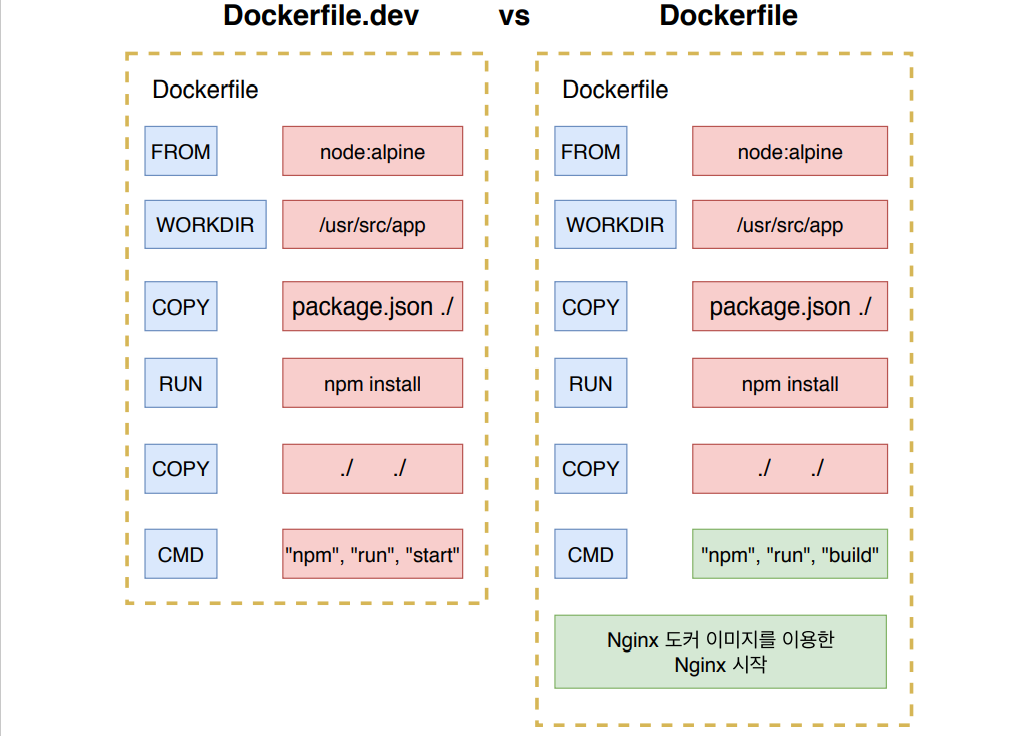 Dockerfile.dev vs Dockerfile
Dockerfile
FROM node:alpine
WORKDIR /usr/src/app
COPY package.json ./
RUN npm install
COPY ./ ./
CMD "npm", "run", "start"
Dockerfile
FROM node:alpine
WORKDIR /usr/src/app
COPY package.json ./
RUN npm install
COPY ./ ./
CMD "npm", "run", "build"
Nginx 도커 이미지를 이용한
Nginx 시작